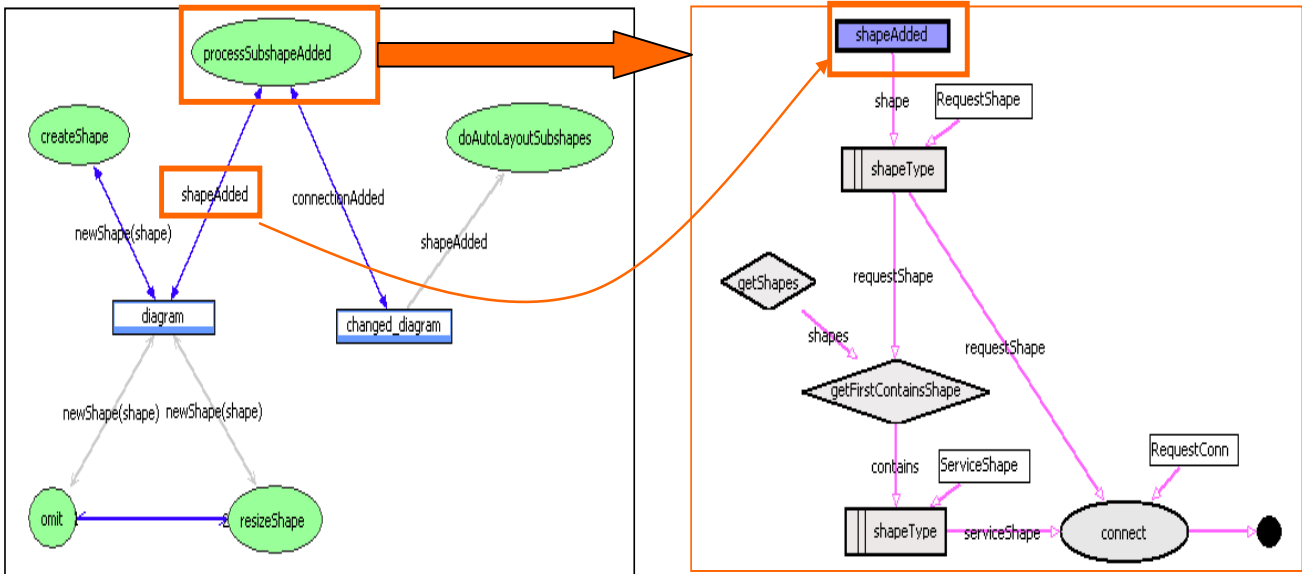 processSubshapeAdded
createShape
doAutoLayoutSubshapes
shapeAdded
connectionAdded
newShape(shape)
shapeAdded
diagram
changed_diagram
newShape(shape)
newShape(shape)
omit
resizeShape
shapeAdded
shape
RequestShape
shapeType
requestShape
getShapes
shapes
requestShape
getFirstContainsShape
contains
ServiceShape
RequestConn
shapeType
serviceShape
connect